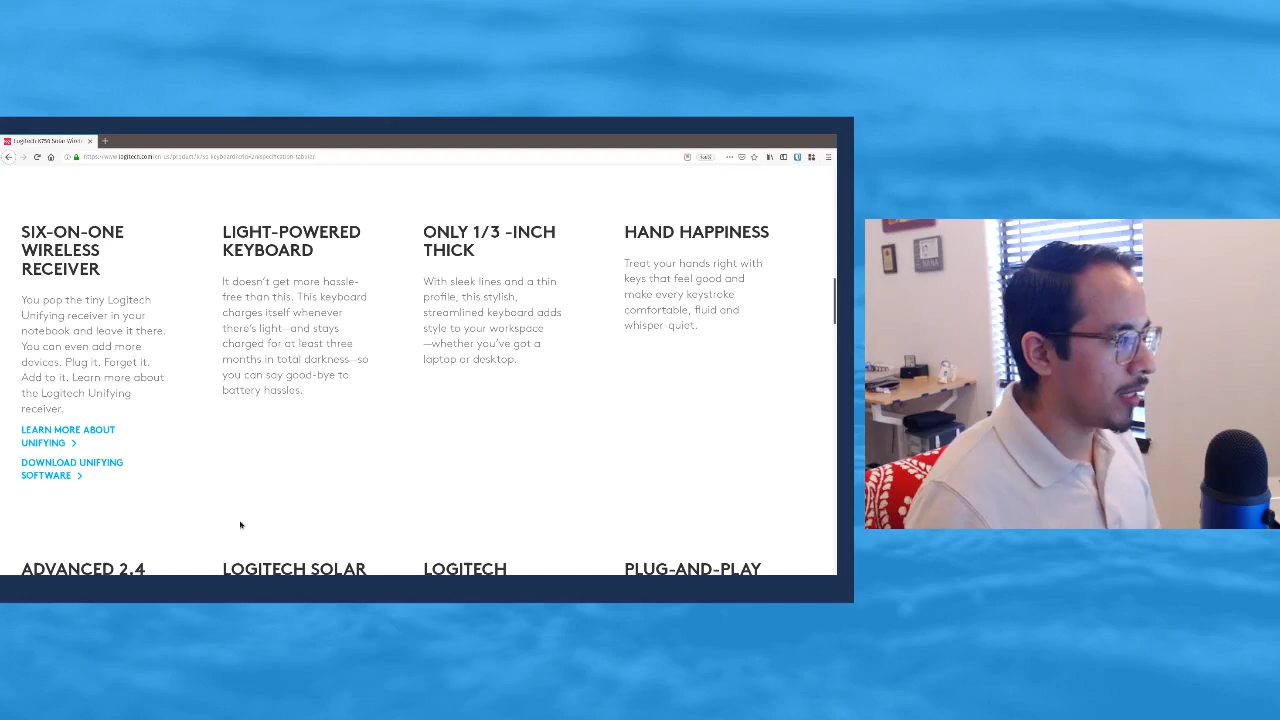 Logitech K750 Solar Wind
SIX-ON-ONE
WIRELESS
RECEIVER
You pop the tiny Logitech
Unifying receiver in your
notebook and leave it there.
You can even add more
devices. Plug it. Forget it.
Add to it. Learn more about
the Logitech Unifying
receiver.
LEARN MORE ABOUT
UNIFYING >
DOWNLOAD UNIFYING
SOFTWARE >
LIGHT-POWERED
KEYBOARD
It doesn't get more hassle-
free than this. This keyboard
charges itself whenever
there's light—and stays
charged for at least three
months in total darkness—so
you can say good-bye to
battery hassles.
ONLY 1/3 -INCH
THICK
With sleek lines and a thin
profile, this stylish,
streamlined keyboard adds
style to your workspace
—whether you've got a
laptop or desktop.
HAND HAPPINESS
Treat your hands right with
keys that feel good and
make every keystroke
comfortable, fluid and
whisper-quiet.
ADVANCED 2.4
LOGITECH SOLAR
LOGITECH
PLUG-AND-PLAY